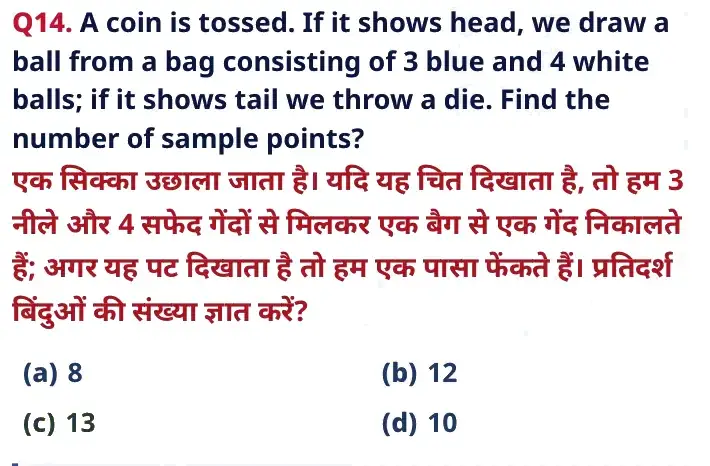 Q14. A coin is tossed. If it shows head, we draw a
ball from a bag consisting of 3 blue and 4 white
balls; if it shows tail we throw a die. Find the
number of sample points?
एक सिक्का उछाला जाता है। यदि यह चित दिखाता है, तो हम 3
नीले और 4 सफेद गेंदों से मिलकर एक बैग से एक गेंद निकालते
हैं; अगर यह पट दिखाता है तो हम एक पासा फेंकते हैं। प्रतिदर्श
बिंदुओं की संख्या ज्ञात करें?
(a) 8 (b) 12
(c) 13 (d) 10